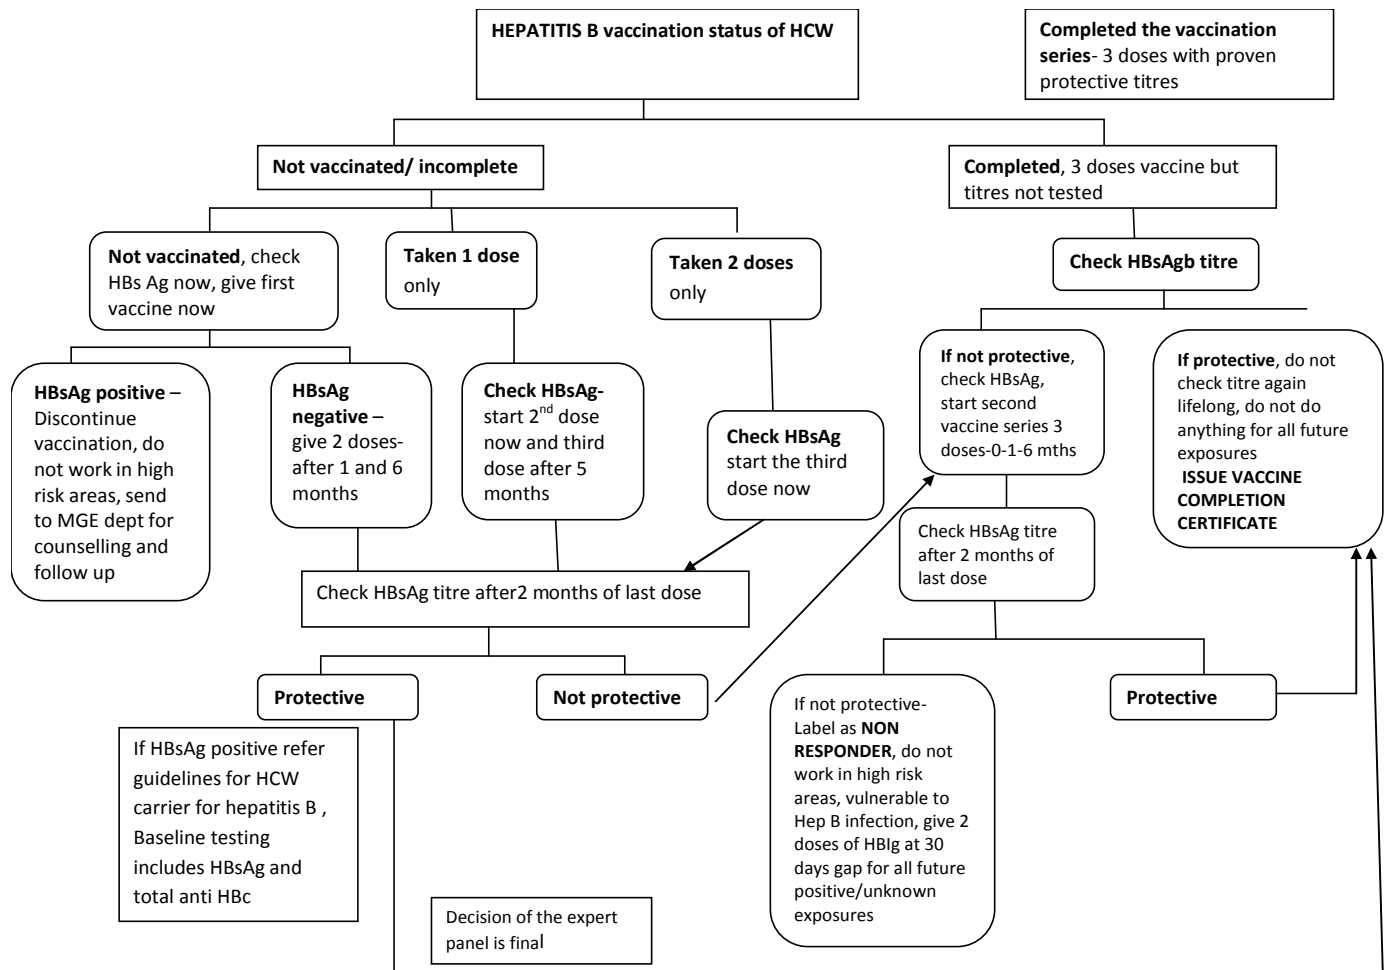 HEPATITIS B vaccination status of HCW
Completed the vaccination
series- 3 doses with proven
protective titres
Not vaccinated/ incomplete
Completed, 3 doses vaccine but
titres not tested
Not vaccinated, check
HBs Ag now, give first
vaccine now
Taken 1 dose
only
Taken 2 doses
only
Check HBsAgb titre
HBsAg positive –
Discontinue
vaccination, do
not work in high
risk areas, send
to MGE dept for
counselling and
follow up
HBsAg
negative –
give 2 doses-
after 1 and 6
months
Check HBsAg-
start 2nd dose
now and third
dose after 5
months
Check HBsAg
start the third
dose now
If not protective,
check HBsAg,
start second
vaccine series 3
doses-0-1-6 mths
If protective, do not
check titre again
lifelong, do not do
anything for all future
exposures
ISSUE VACCINE
COMPLETION
CERTIFICATE
Check HBsAg titre
after 2 months of
last dose
Check HBsAg titre after2 months of last dose
Protective
Not protective
If not protective-
Label as NON
RESPONDER, do not
work in high risk
areas, vulnerable to
Hep B infection, give 2
doses of HBIg at 30
days gap for all future
positive/unknown
exposures
Protective
If HBsAg positive refer
guidelines for HCW
carrier for hepatitis B ,
Baseline testing
includes HBsAg and
total anti HBc
Decision of the expert
panel is final